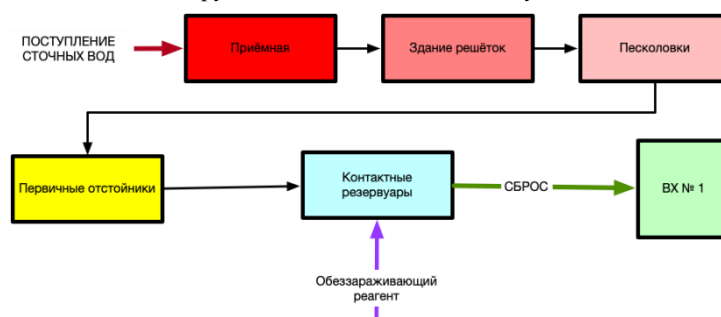 ПОСТУПЛЕНИЕ
СТОЧНЫХ ВОД
Приёмная
Здание решёток
Песколовки
Первичные отстойники
Контактные
резервуары
СБРОС
ВХ № 1
Обеззараживающий
реагент